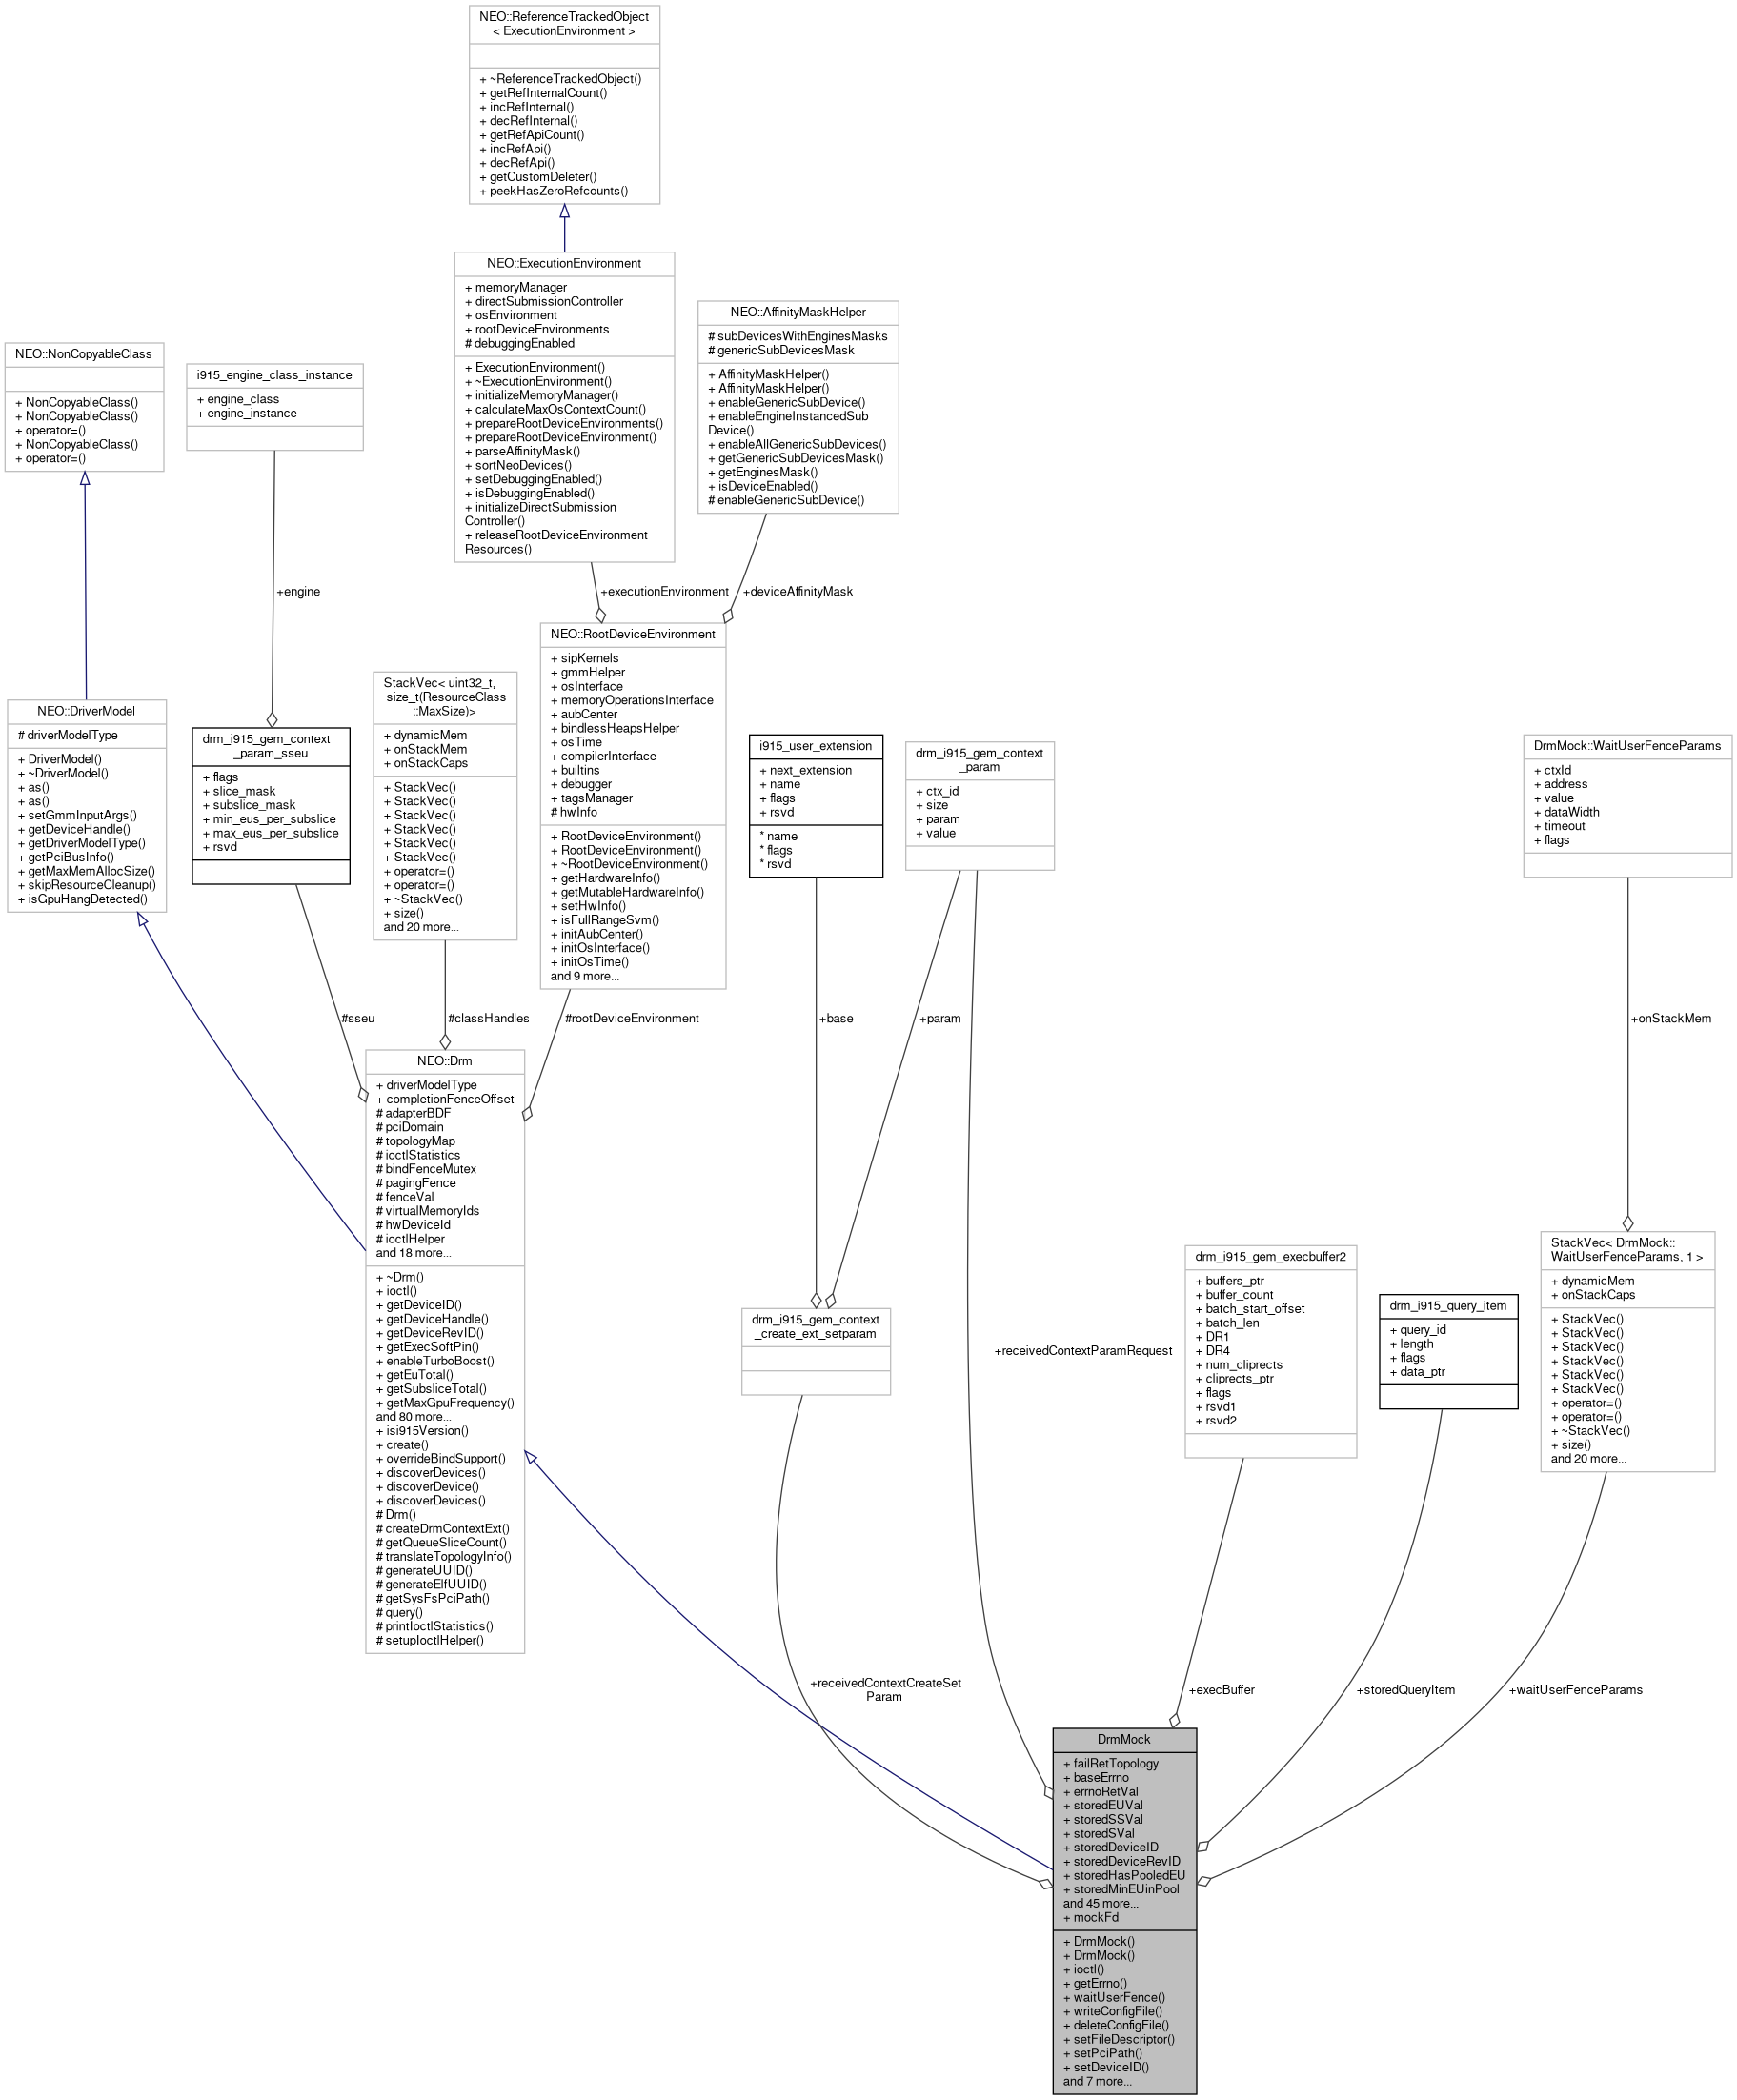 NEO::ReferenceTrackedObject
< ExecutionEnvironment >
+ ~ReferenceTrackedObject()
+ getRefInternalCount()
+ incRefInternal()
+ decRefInternal()
+ getRefApiCount()
+ incRefApi()
+ decRefApi()
+ getCustomDeleter()
+ peekHasZeroRefcounts()
NEO::ExecutionEnvironment
+ memoryManager
+ directSubmissionController
+ osEnvironment
+ rootDeviceEnvironments
# debuggingEnabled
+ ExecutionEnvironment()
+ ~ExecutionEnvironment()
+ initializeMemoryManager()
+ calculateMaxOsContextCount()
+ prepareRootDeviceEnvironments()
+ prepareRootDeviceEnvironment()
+ parseAffinityMask()
+ sortNeoDevices()
+ setDebuggingEnabled()
+ isDebuggingEnabled()
+ initializeDirectSubmission
Controller()
+ releaseRootDeviceEnvironment
Resources()
NEO::AffinityMaskHelper
# subDevicesWithEnginesMasks
# genericSubDevicesMask
+ AffinityMaskHelper()
+ AffinityMaskHelper()
+ enableGenericSubDevice()
+ enableEngineInstancedSub
Device()
+ enableAllGenericSubDevices()
+ getGenericSubDevicesMask()
+ getEnginesMask()
+ isDeviceEnabled()
# enableGenericSubDevice()
NEO::NonCopyableClass
+ NonCopyableClass()
+ NonCopyableClass()
+ operator=()
+ NonCopyableClass()
+ operator=()
i915_engine_class_instance
+ engine_class
+ engine_instance
+engine
+executionEnvironment
+deviceAffinityMask
NEO::DriverModel
# driverModelType
+ DriverModel()
+ ~DriverModel()
+ as()
+ as()
+ setGmmInputArgs()
+ getDeviceHandle()
+ getDriverModelType()
+ getPciBusInfo()
+ getMaxMemAllocSize()
+ skipResourceCleanup()
+ isGpuHangDetected()
drm_i915_gem_context
_param_sseu
+ flags
+ slice_mask
+ subslice_mask
+ min_eus_per_subslice
+ max_eus_per_subslice
+ rsvd
StackVec< uint32_t,
size_t(ResourceClass
::MaxSize)>
+ dynamicMem
+ onStackMem
+ onStackCaps
+ StackVec()
+ StackVec()
+ StackVec()
+ StackVec()
+ StackVec()
+ StackVec()
+ operator=()
+ operator=()
+ ~StackVec()
+ size()
and 20 more...
NEO::RootDeviceEnvironment
+ sipKernels
+ gmmHelper
+ osInterface
+ memoryOperationsInterface
+ aubCenter
+ bindlessHeapsHelper
+ osTime
+ compilerInterface
+ builtins
+ debugger
+ tagsManager
# hwInfo
+ RootDeviceEnvironment()
+ RootDeviceEnvironment()
+ ~RootDeviceEnvironment()
+ getHardwareInfo()
+ getMutableHardwareInfo()
+ setHwInfo()
+ isFullRangeSvm()
+ initAubCenter()
+ initOsInterface()
+ initOsTime()
and 9 more...
i915_user_extension
+ next_extension
+ name
+ flags
+ rsvd
* name
* flags
* rsvd
drm_i915_gem_context
_param
+ ctx_id
+ size
+ param
+ value
DrmMock::WaitUserFenceParams
+ ctxId
+ address
+ value
+ dataWidth
+ timeout
+ flags
#sseu
#classHandles
#rootDeviceEnvironment
+base
+param
+onStackMem
NEO::Drm
+ driverModelType
+ completionFenceOffset
# adapterBDF
# pciDomain
# topologyMap
# ioctlStatistics
# bindFenceMutex
# pagingFence
# fenceVal
# virtualMemoryIds
# hwDeviceId
# ioctlHelper
and 18 more...
+ ~Drm()
+ ioctl()
+ getDeviceID()
+ getDeviceHandle()
+ getDeviceRevID()
+ getExecSoftPin()
+ enableTurboBoost()
+ getEuTotal()
+ getSubsliceTotal()
+ getMaxGpuFrequency()
and 80 more...
+ isi915Version()
+ create()
+ overrideBindSupport()
+ discoverDevices()
+ discoverDevice()
+ discoverDevices()
# Drm()
# createDrmContextExt()
# getQueueSliceCount()
# translateTopologyInfo()
# generateUUID()
# generateElfUUID()
# getSysFsPciPath()
# query()
# printIoctlStatistics()
# setupIoctlHelper()
drm_i915_gem_context
_create_ext_setparam
+receivedContextParamRequest
drm_i915_gem_execbuffer2
+ buffers_ptr
+ buffer_count
+ batch_start_offset
+ batch_len
+ DR1
+ DR4
+ num_cliprects
+ cliprects_ptr
+ flags
+ rsvd1
+ rsvd2
drm_i915_query_item
+ query_id
+ length
+ flags
+ data_ptr
StackVec< DrmMock::
WaitUserFenceParams, 1 >
+ dynamicMem
+ onStackCaps
+ StackVec()
+ StackVec()
+ StackVec()
+ StackVec()
+ StackVec()
+ StackVec()
+ operator=()
+ operator=()
+ ~StackVec()
+ size()
and 20 more...
+receivedContextCreateSet
Param
+execBuffer
+storedQueryItem
+waitUserFenceParams
DrmMock
+ failRetTopology
+ baseErrno
+ errnoRetVal
+ storedEUVal
+ storedSSVal
+ storedSVal
+ storedDeviceID
+ storedDeviceRevID
+ storedHasPooledEU
+ storedMinEUinPool
and 45 more...
+ mockFd
+ DrmMock()
+ DrmMock()
+ ioctl()
+ getErrno()
+ waitUserFence()
+ writeConfigFile()
+ deleteConfigFile()
+ setFileDescriptor()
+ setPciPath()
+ setDeviceID()
and 7 more...